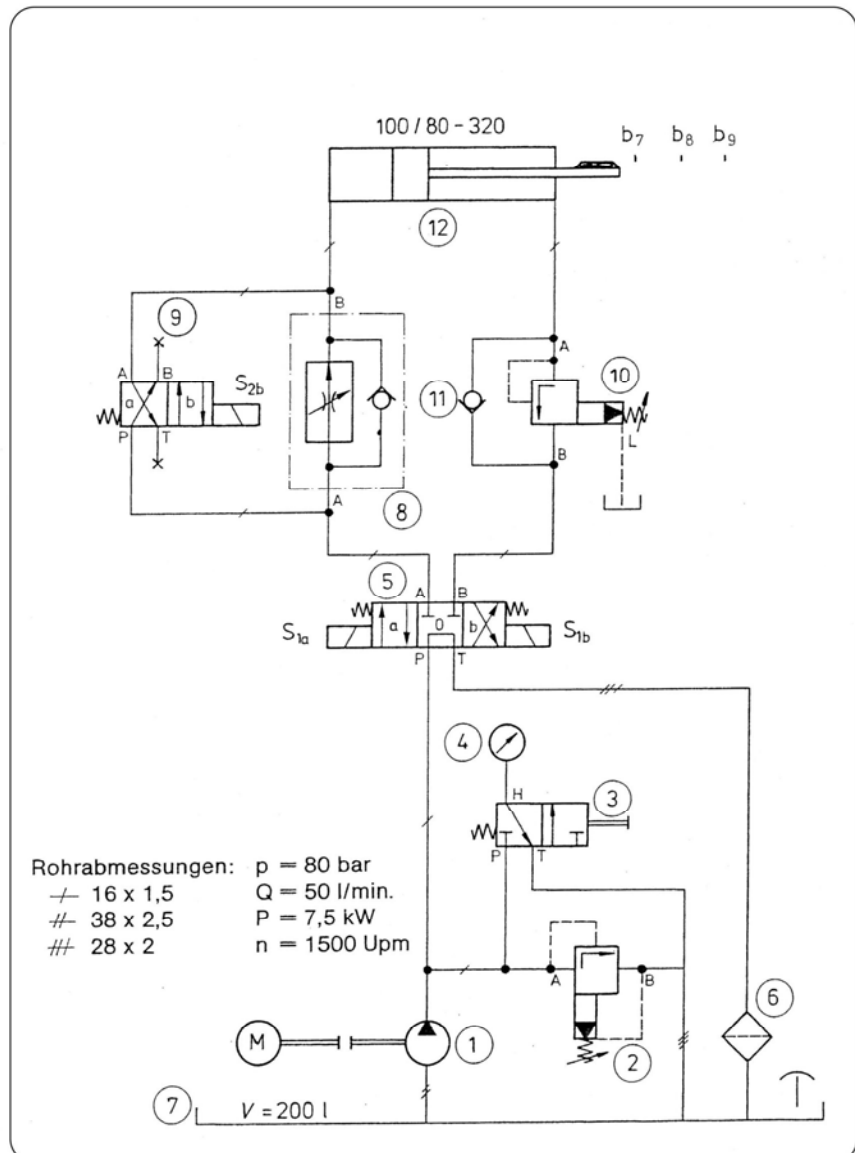 100 / 80 – 320
b₇ b₈ b₉
12
B
9
A B
S₂b
a b
P T
8
A
11
A
10
L
B
5
A B
S₁a
a 0 b
S₁b
P T
4
H
3
P T
Rohrabmessungen:
16 x 1,5
38 x 2,5
28 x 2
p = 80 bar
Q = 50 l/min.
P = 7,5 kW
n = 1500 Upm
A B
2
6
M
1
7
V = 200 l